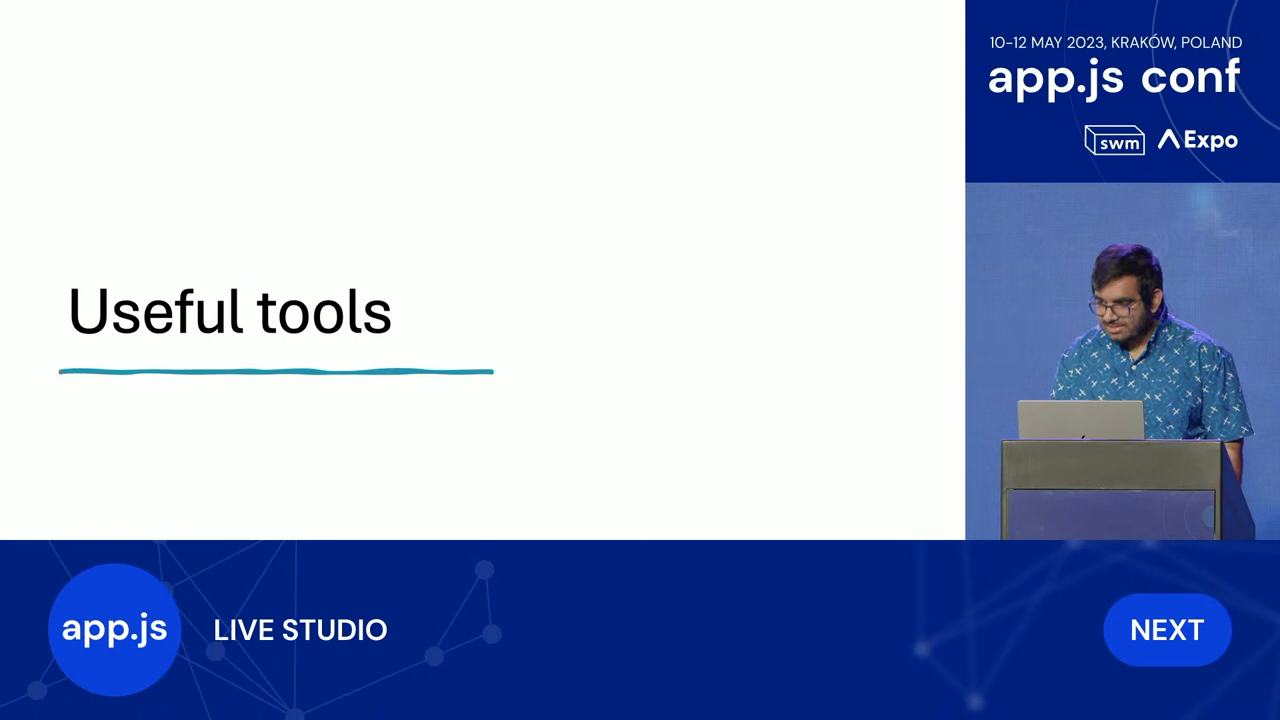 Useful tools
10-12 MAY 2023, KRAKÓW, POLAND
app.js conf
swm
Expo
app.js
LIVE STUDIO
NEXT